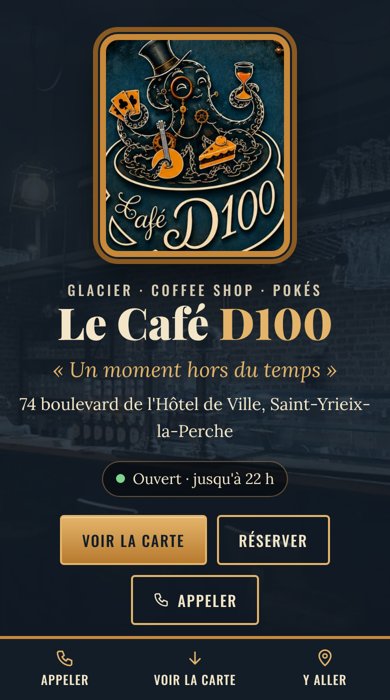 Café
D100
GLACIER · COFFEE SHOP · POKÉS
Le Café D100
« Un moment hors du temps »
74 boulevard de l'Hôtel de Ville, Saint-Yrieix-
la-Perche
Ouvert · jusqu'à 22 h
VOIR LA CARTE
RÉSERVER
APPELER
APPELER
VOIR LA CARTE
Y ALLER